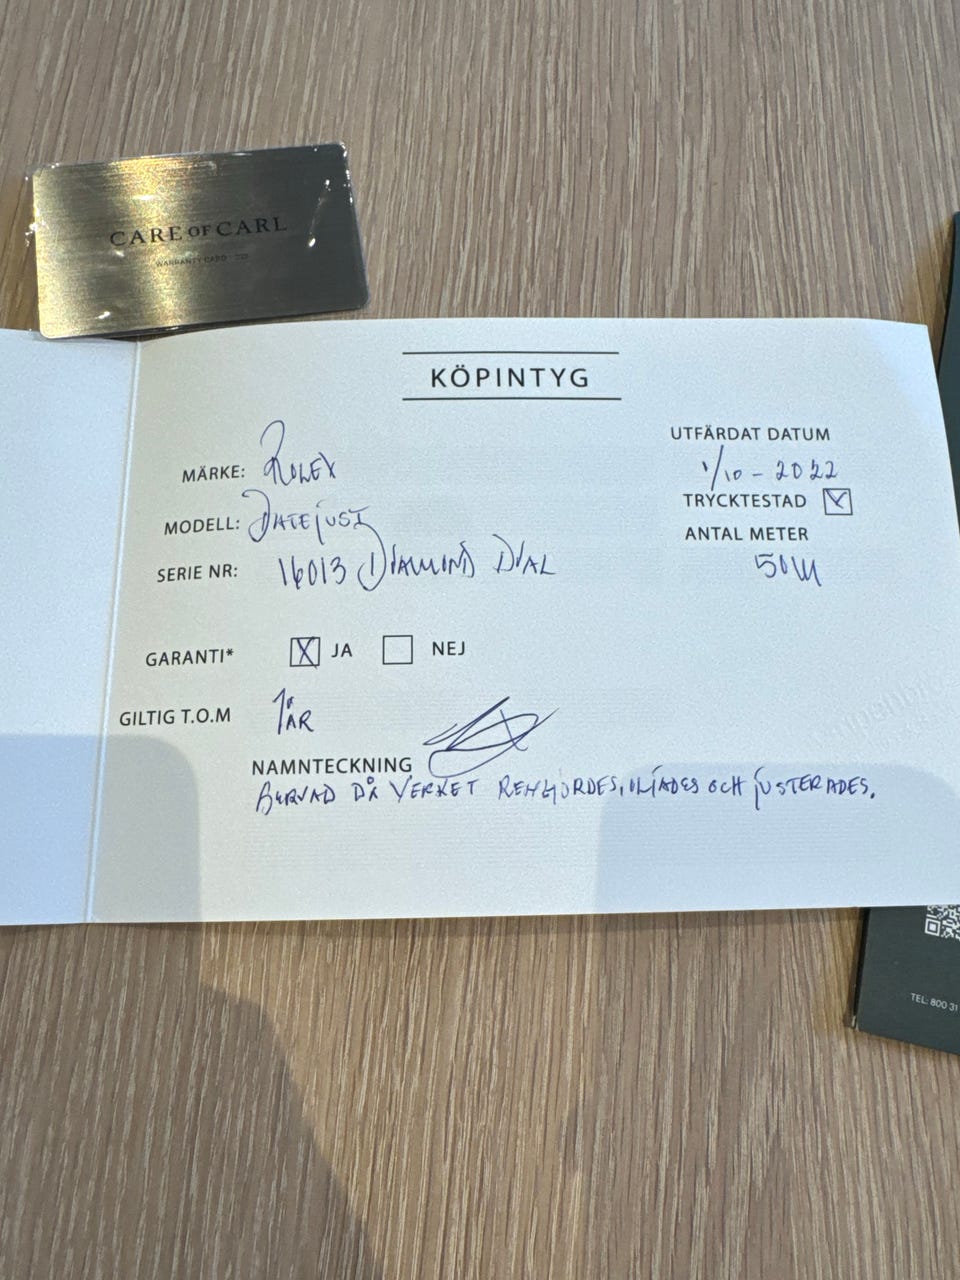 CARE OF CARL
WARRANTY CARD
KÖPINTYG
MÄRKE: ROLEX
MODELL: DATEJUST
SERIE NR: 16013 DIAMOND DIAL
UTFÄRDAT DATUM
1/10 - 2022
TRYCKTESTAD X
ANTAL METER
50M
GARANTI* X JA NEJ
GILTIG T.O.M 1 ÅR
NAMNTECKNING
DÅ VERKET RENGJORDES, OLJADES OCH JUSTERADES.
TEL: 800 31